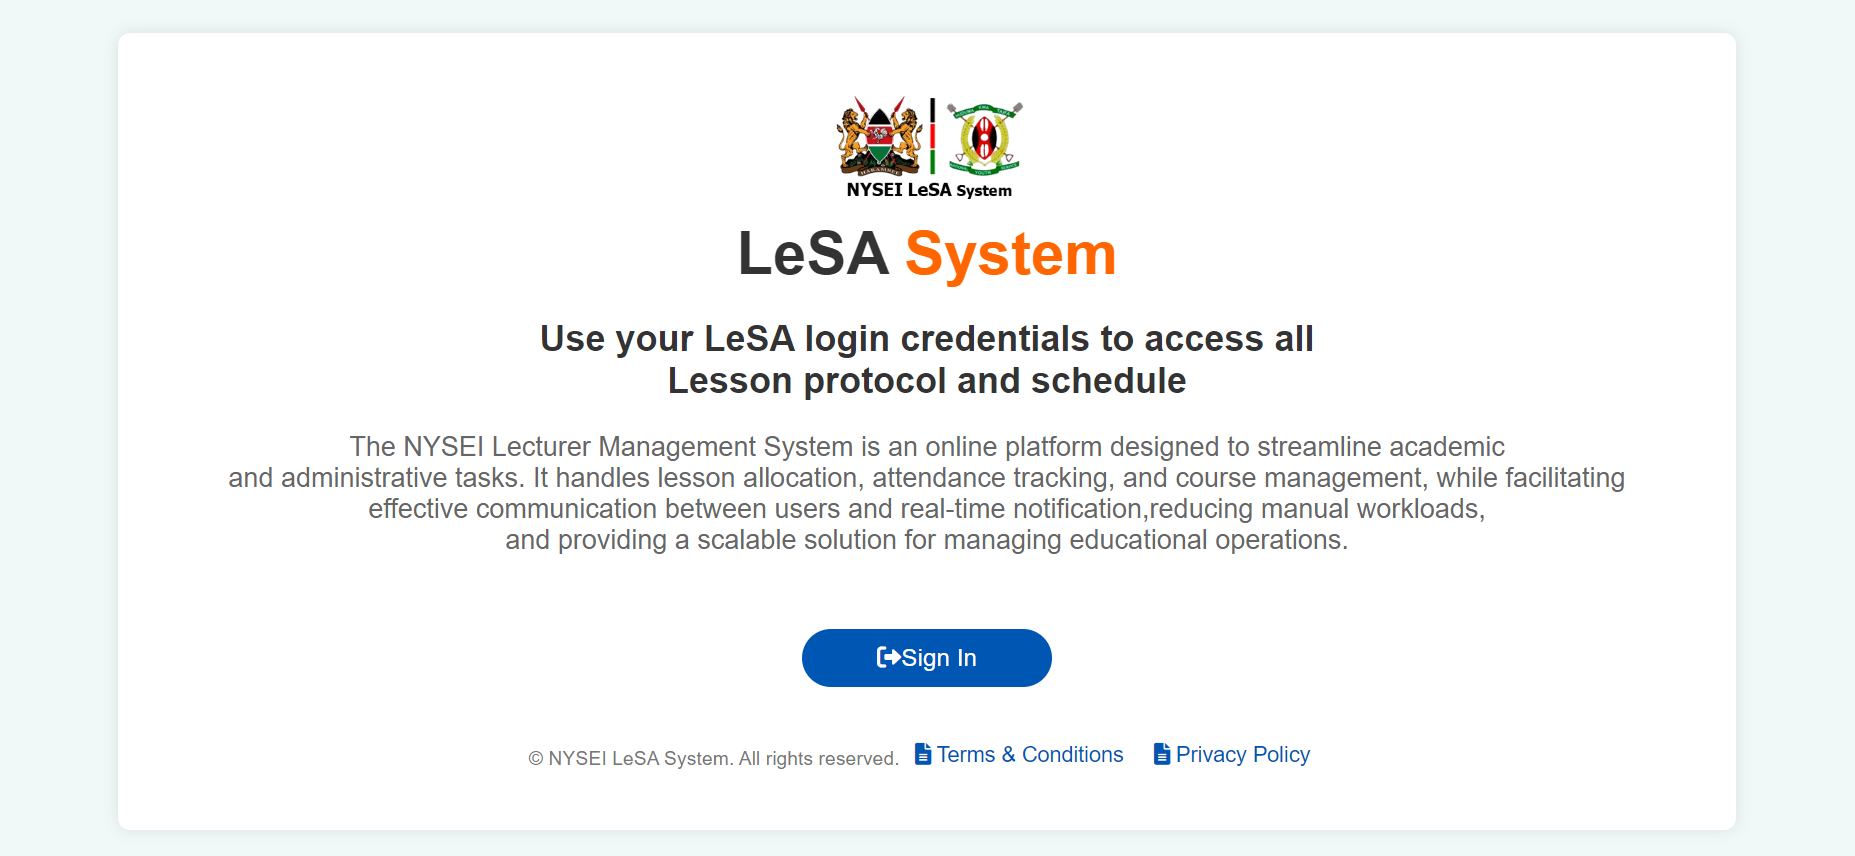 HARAMBEE
NYSEI LeSA System
LeSA System
Use your LeSA login credentials to access all
Lesson protocol and schedule
The NYSEI Lecturer Management System is an online platform designed to streamline academic
and administrative tasks. It handles lesson allocation, attendance tracking, and course management, while facilitating
effective communication between users and real-time notification,reducing manual workloads,
and providing a scalable solution for managing educational operations.
Sign In
© NYSEI LeSA System. All rights reserved. Terms & Conditions Privacy Policy